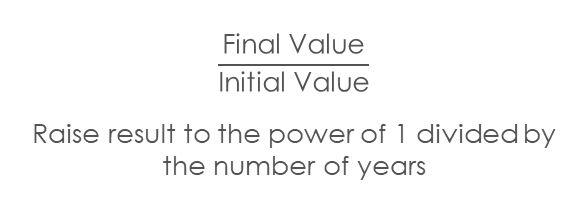 Final Value
Initial Value
Raise result to the power of 1 divided by
the number of years